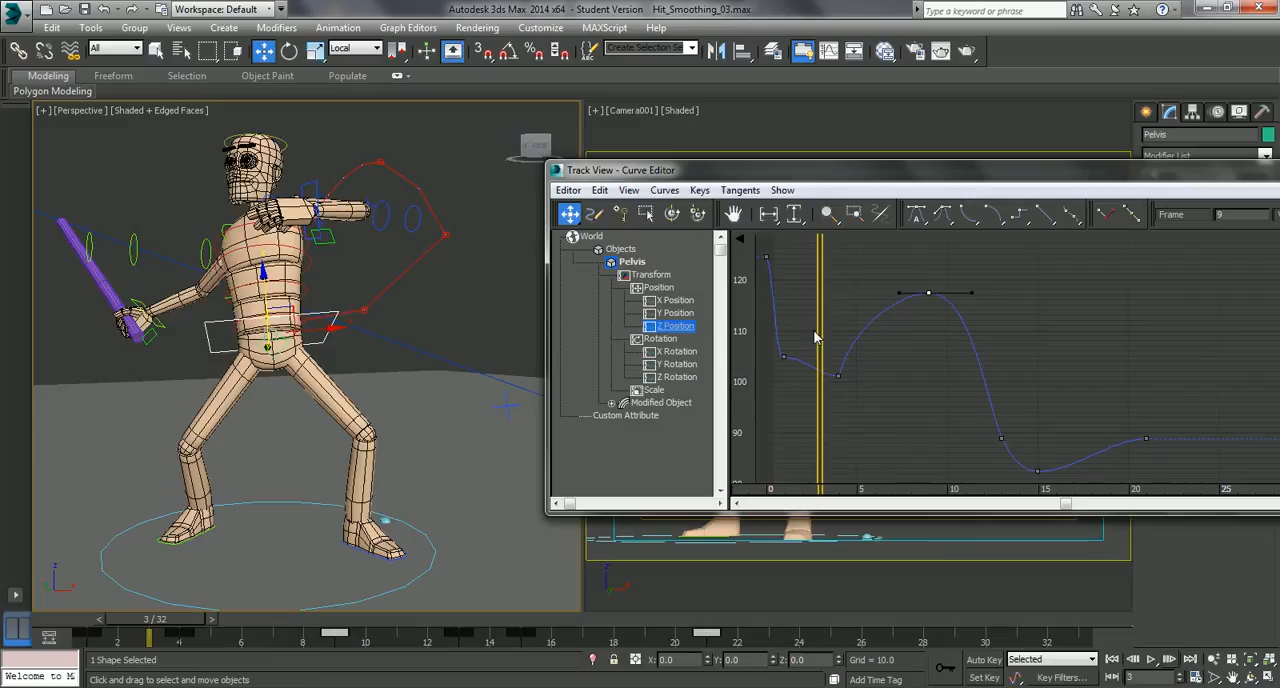 Workspace: Default
Autodesk 3ds Max 2014 x64 - Student Version
Hit_Smoothing_03.max
Type a keyword or phrase
Edit Tools Group Views Create Modifiers Animation Graph Editors Rendering Customize MAXScript Help
All
Local
Create Selection Se
Modeling Freeform Selection Object Paint Populate
Polygon Modeling
[+] [Perspective] [Shaded + Edged Faces]
[+] [Camera001] [Shaded]
Pelvis
Modifier List
Track View - Curve Editor
Editor Edit View Curves Keys Tangents Show
Frame 9
World
Objects
Pelvis
Transform
Position
X Position
Y Position
Z Position
Rotation
X Rotation
Y Rotation
Z Rotation
Scale
Modified Object
Custom Attribute
120
110
100
90
0 5 10 15 20 25
z
x
z
3 / 32
2 4 6 8 10 12 14 16 18 20 22 24 26 28 30 32
1 Shape Selected
X: 0.0 Y: 0.0 Z: 0.0
Grid = 10.0
Auto Key
Selected
Welcome to M
Click and drag to select and move objects
Add Time Tag
Set Key
Key Filters...
3